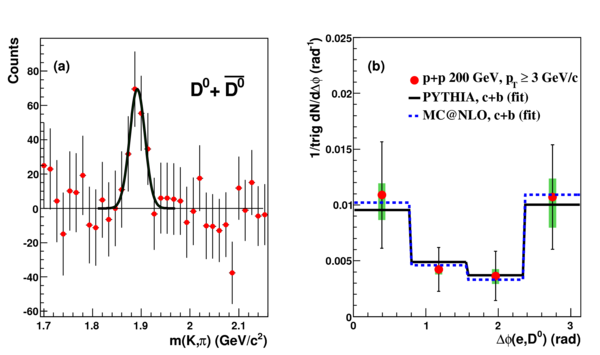 (a)
D⁰+ D̅⁰
Counts
80
60
40
20
0
-20
-40
-60
1.7
1.8
1.9
2
2.1
m(K,π) (GeV/c²)
(b)
p+p 200 GeV, p_T ≥ 3 GeV/c
PYTHIA, c+b (fit)
MC@NLO, c+b (fit)
1/trig dN/dΔφ (rad⁻¹)
0.025
0.02
0.015
0.01
0.005
0
0
1
2
3
Δφ(e,D⁰) (rad)